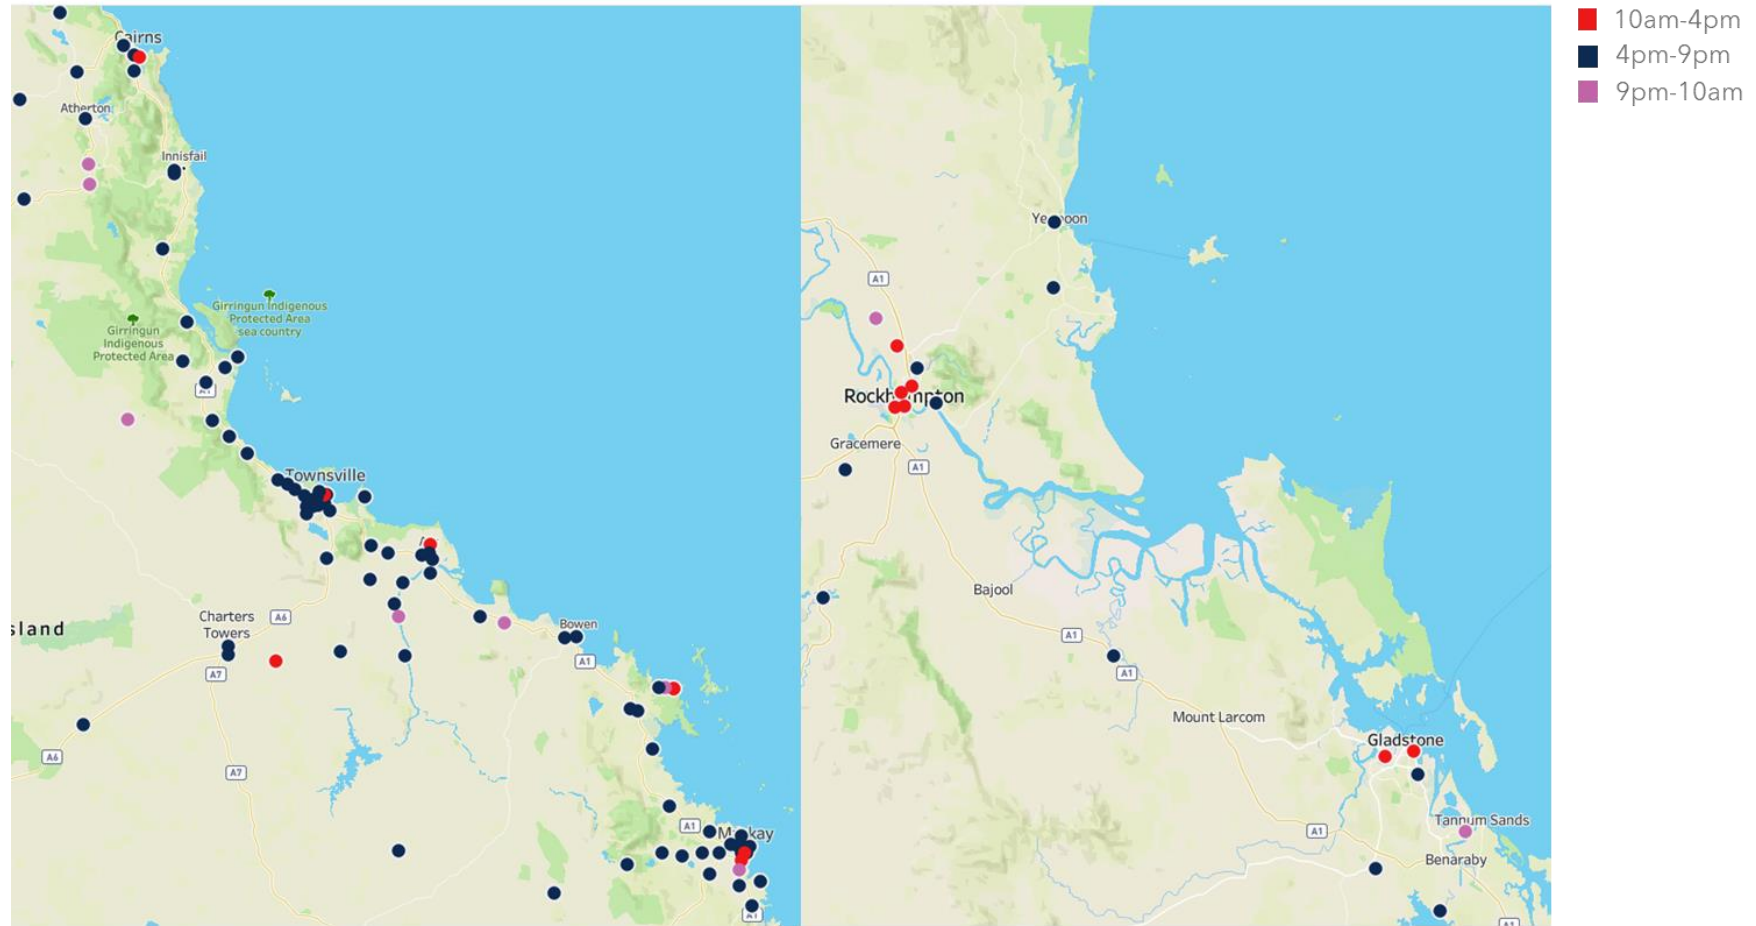 Cairns
Atherton
Innisfail
Girringun Indigenous
Protected Area
sea country
Girringun
Indigenous
Protected Area
Townsville
Charters
Towers
A6
sland
Bowen
A1
A7
A6
A7
A1
Mackay
A1
Yeppoon
A1
Rockhampton
Gracemere
A1
Bajool
A1
A1
Mount Larcom
Gladstone
Tannum Sands
A1
Benaraby
10am-4pm
4pm-9pm
9pm-10am